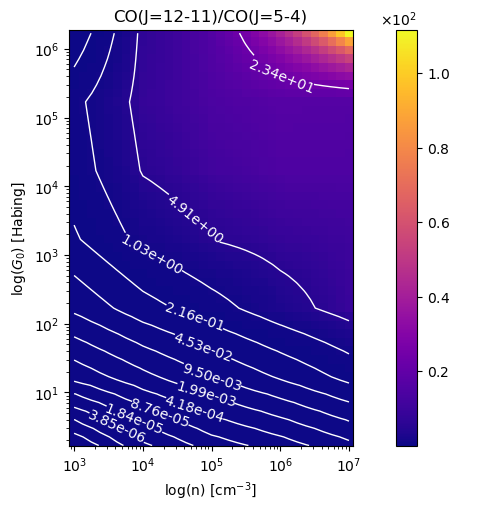 CO(J=12-11)/CO(J=5-4)
×10²
10⁶
10⁵
10⁴
10³
10²
10¹
log(G₀) [Habing]
2.34e+01
4.91e+00
1.03e+00
2.16e-01
4.53e-02
9.50e-03
1.99e-03
4.18e-04
8.76e-05
1.84e-05
3.85e-06
10³
10⁴
10⁵
10⁶
10⁷
log(n) [cm⁻³]
1.0
0.8
0.6
0.4
0.2